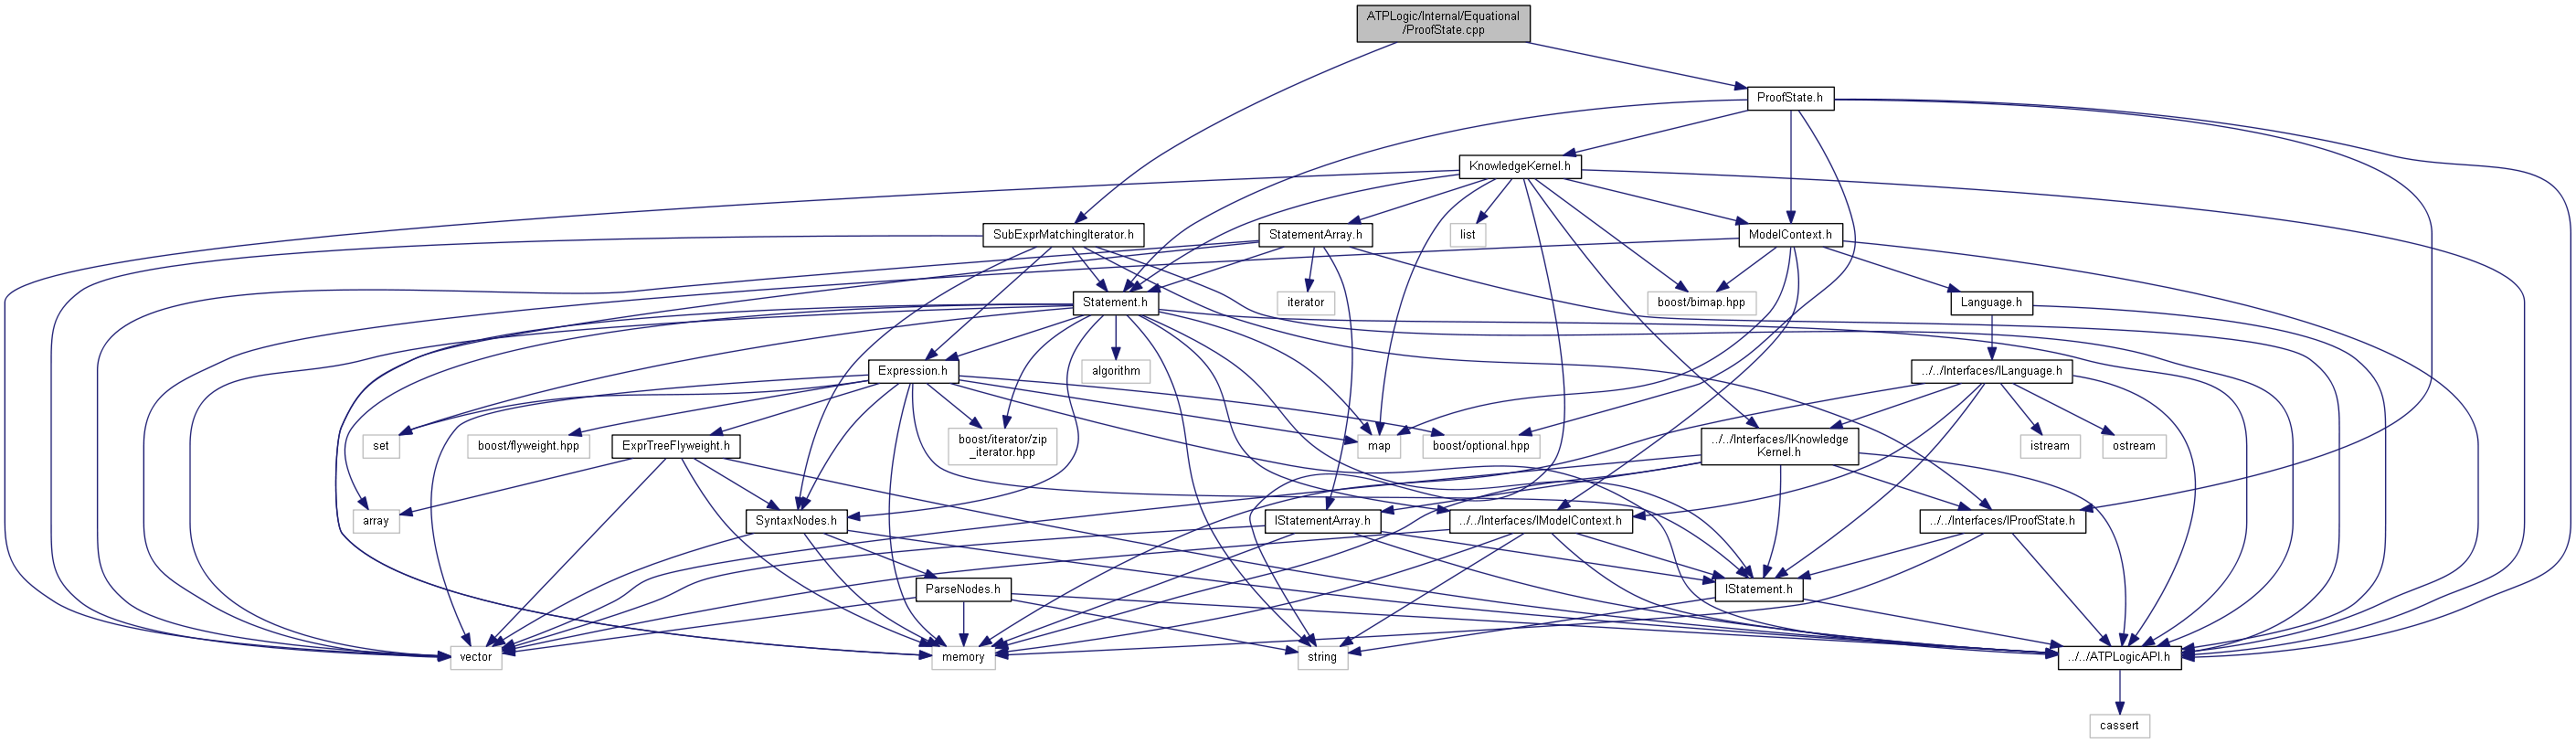 ATPLogic/Internal/Equational
/ProofState.cpp
ProofState.h
KnowledgeKernel.h
SubExprMatchingIterator.h
StatementArray.h
list
ModelContext.h
Statement.h
iterator
boost/bimap.hpp
Language.h
Expression.h
algorithm
../../Interfaces/ILanguage.h
set
boost/flyweight.hpp
ExprTreeFlyweight.h
boost/iterator/zip
_iterator.hpp
map
boost/optional.hpp
../../Interfaces/IKnowledge
Kernel.h
istream
ostream
array
SyntaxNodes.h
IStatementArray.h
../../Interfaces/IModelContext.h
../../Interfaces/IProofState.h
ParseNodes.h
IStatement.h
vector
memory
string
../../ATPLogicAPI.h
cassert